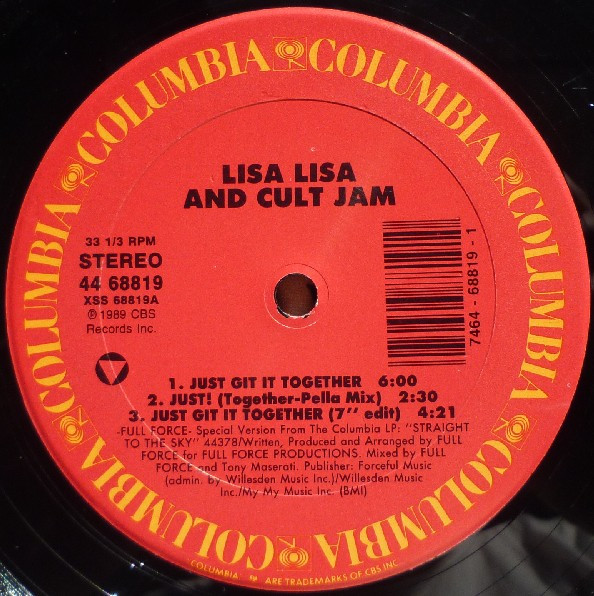 COLUMBIA COLUMBIA COLUMBIA COLUMBIA COLUMBIA COLUMBIA COLUMBIA COLUMBIA
LISA LISA
AND CULT JAM
33 1/3 RPM
STEREO
44 68819
XSS 68819A
℗ 1989 CBS
Records Inc.
7464 - 68819 - 1
1. JUST GIT IT TOGETHER 6:00
2. JUST! (Together-Pella Mix) 2:30
3. JUST GIT IT TOGETHER (7'' edit) 4:21
-FULL FORCE- Special Version From The Columbia LP: "STRAIGHT
TO THE SKY" 44378/Written, Produced and Arranged by FULL
FORCE for FULL FORCE PRODUCTIONS. Mixed by FULL
FORCE and Tony Maserati. Publisher: Forceful Music
(admin. by Willesden Music Inc.)/Willesden Music
Inc./My My Music Inc. (BMI)
COLUMBIA, ™ ARE TRADEMARKS OF CBS INC.